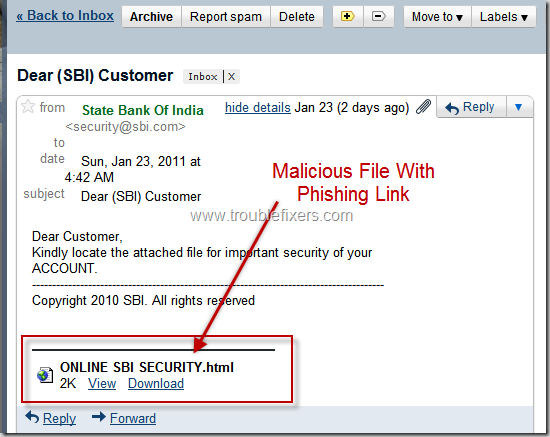 « Back to Inbox Archive Report spam Delete Move to ▼ Labels ▼
Dear (SBI) Customer Inbox | X
from State Bank Of India hide details Jan 23 (2 days ago) Reply ▼
<security@sbi.com>
to
date Sun, Jan 23, 2011 at
4:42 AM
subject Dear (SBI) Customer
Malicious File With
Phishing Link
www.troublefixers.com
Dear Customer,
Kindly locate the attached file for important security of your
ACCOUNT.
--------------------------------------------------------------------------------
Copyright 2010 SBI. All rights reserved
ONLINE SBI SECURITY.html
2K View Download
Reply Forward